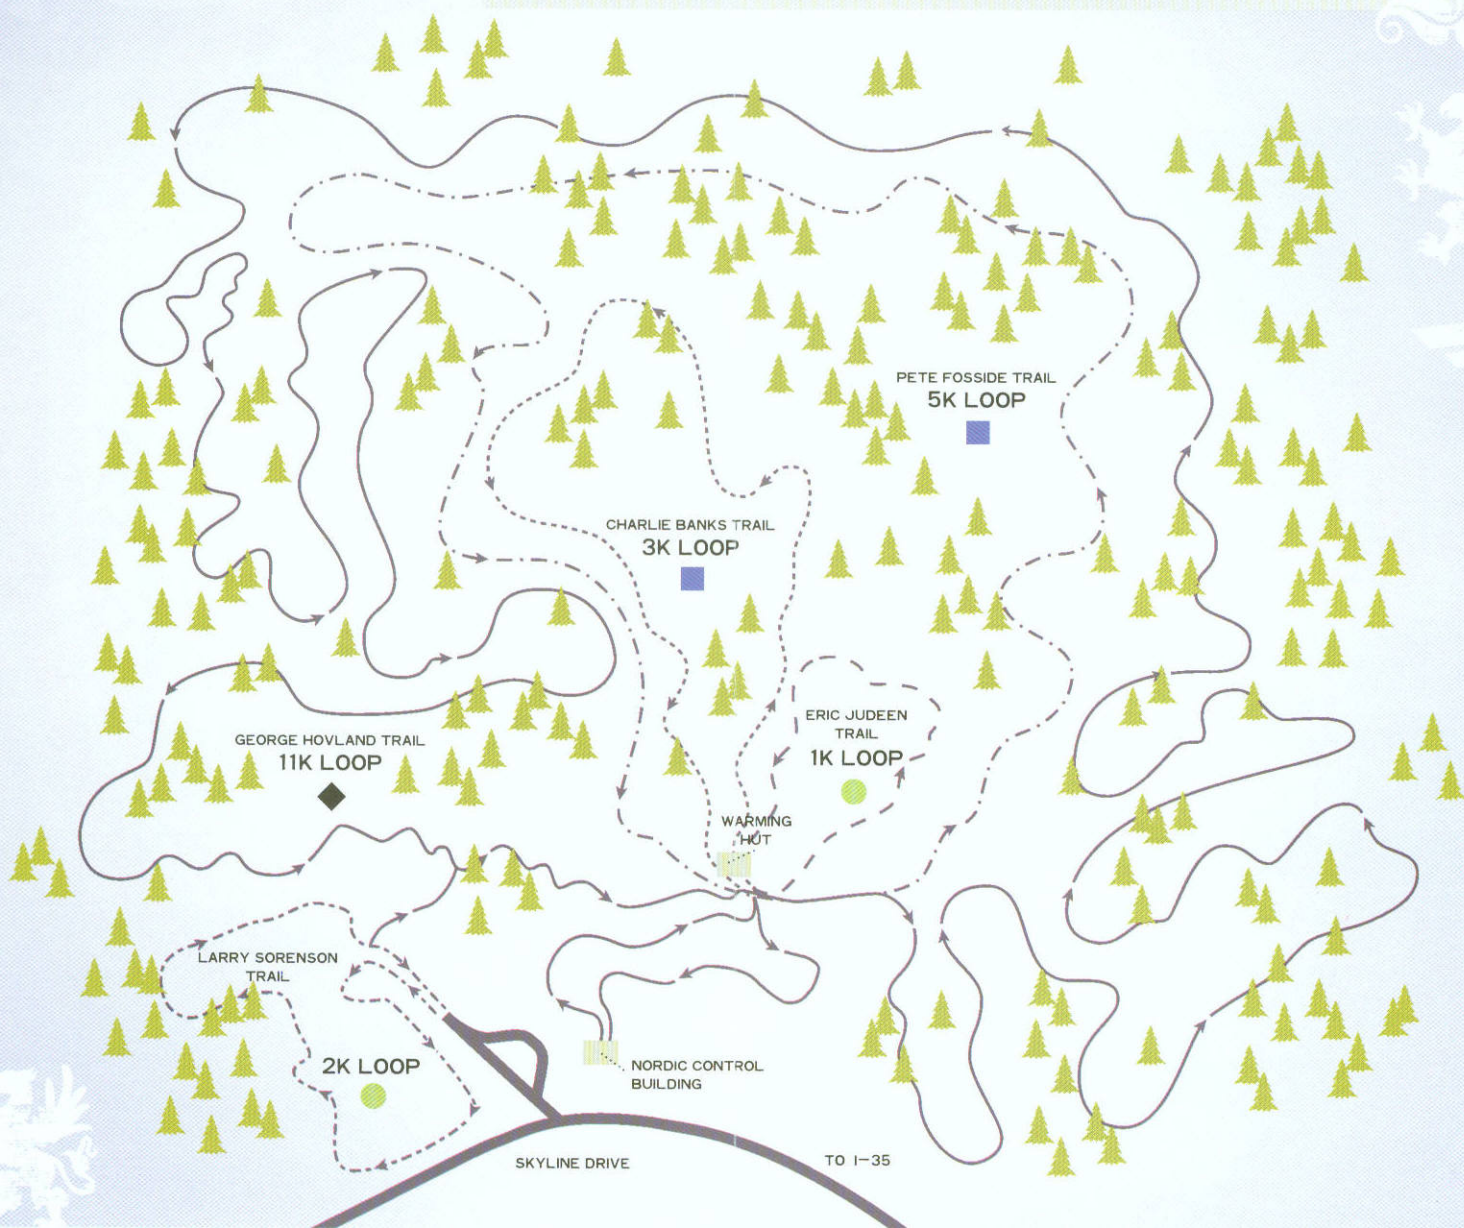 PETE FOSSIDE TRAIL
5K LOOP
CHARLIE BANKS TRAIL
3K LOOP
ERIC JUDEEN
TRAIL
1K LOOP
GEORGE HOVLAND TRAIL
11K LOOP
WARMING
HUT
LARRY SORENSON
TRAIL
2K LOOP
NORDIC CONTROL
BUILDING
SKYLINE DRIVE
TO I-35